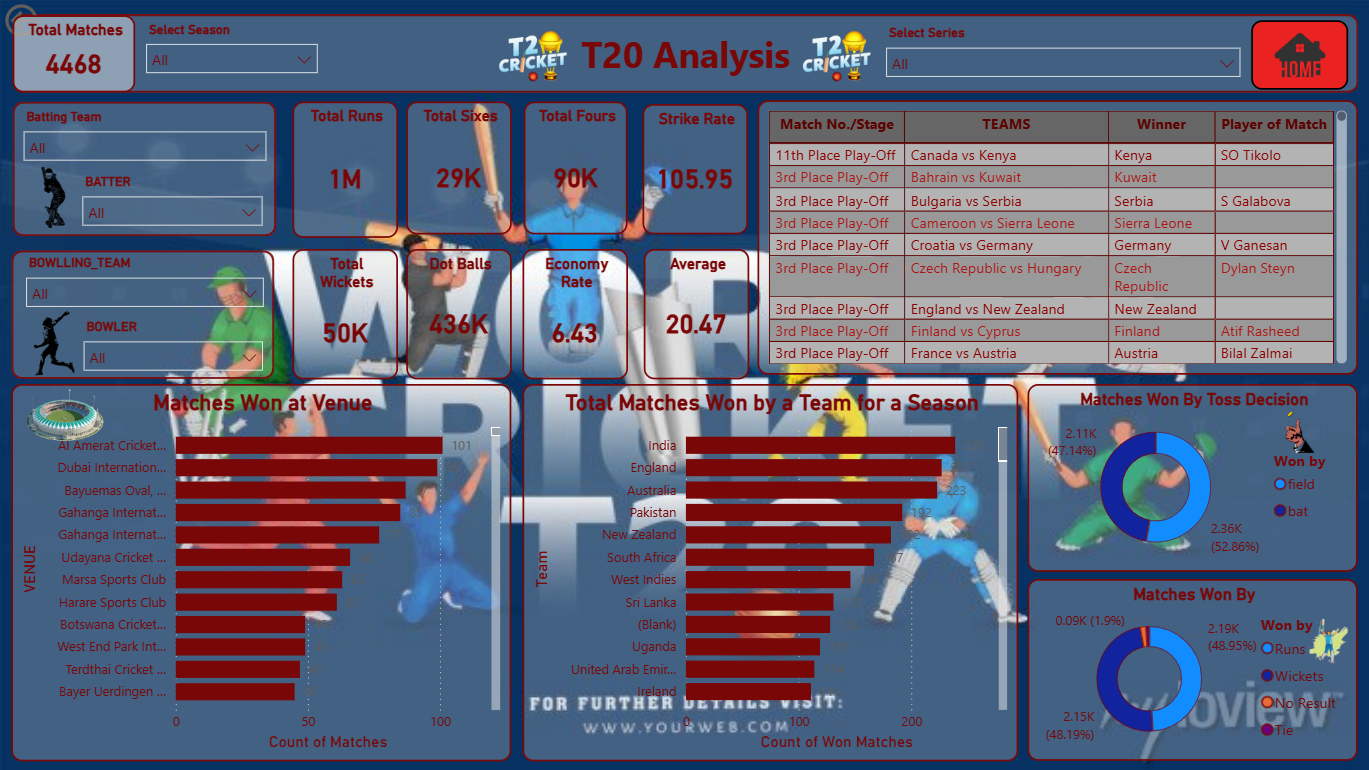 Total Matches
4468
Select Season
All
T20
CRICKET
T20 Analysis
T20
CRICKET
Select Series
All
HOME
Batting Team
All
BATTER
All
BOWLLING_TEAM
All
BOWLER
All
Total Runs
1M
Total Sixes
29K
Total Fours
90K
Strike Rate
105.95
Total
Wickets
50K
Dot Balls
436K
Economy
Rate
6.43
Average
20.47
Match No./Stage TEAMS Winner Player of Match
11th Place Play-Off Canada vs Kenya Kenya SO Tikolo
3rd Place Play-Off Bahrain vs Kuwait Kuwait
3rd Place Play-Off Bulgaria vs Serbia Serbia S Galabova
3rd Place Play-Off Cameroon vs Sierra Leone Sierra Leone
3rd Place Play-Off Croatia vs Germany Germany V Ganesan
3rd Place Play-Off Czech Republic vs Hungary Czech Dylan Steyn
Republic
3rd Place Play-Off England vs New Zealand New Zealand
3rd Place Play-Off Finland vs Cyprus Finland Atif Rasheed
3rd Place Play-Off France vs Austria Austria Bilal Zalmai
WORLD
CRICKET
T20
Matches Won at Venue
VENUE
Al Amerat Cricket... 101
Dubai Internation...
Bayuemas Oval, ...
Gahanga Internat...
Gahanga Internat...
Udayana Cricket ...
Marsa Sports Club
Harare Sports Club
Botswana Cricket...
West End Park Int...
Terdthai Cricket ...
Bayer Uerdingen ...
0 50 100
Count of Matches
Total Matches Won by a Team for a Season
Team
India
England
Australia 223
Pakistan 192
New Zealand
South Africa
West Indies
Sri Lanka
(Blank)
Uganda
United Arab Emir...
Ireland
0 100 200
Count of Won Matches
FOR FURTHER DETAILS VISIT:
WWW.YOURWEB.COM
Matches Won By Toss Decision
2.11K
(47.14%)
2.36K
(52.86%)
Won by
field
bat
Matches Won By
0.09K (1.9%)
2.19K
(48.95%)
2.15K
(48.19%)
Won by
Runs
Wickets
No Result
Tie